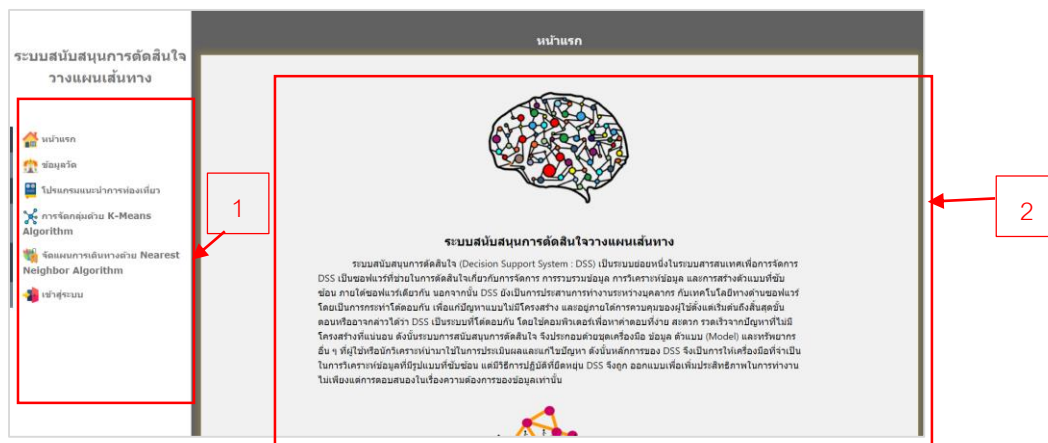 ระบบสนับสนุนการตัดสินใจ
วางแผนเส้นทาง
หน้าแรก
ข้อมูลวัด
โปรแกรมแนะนำการท่องเที่ยว
การจัดกลุ่มด้วย K-Means
Algorithm
จัดแผนการเดินทางด้วย Nearest
Neighbor Algorithm
เข้าสู่ระบบ
1
หน้าแรก
ระบบสนับสนุนการตัดสินใจวางแผนเส้นทาง
ระบบสนับสนุนการตัดสินใจ (Decision Support System : DSS) เป็นระบบย่อยหนึ่งในระบบสารสนเทศเพื่อการจัดการ
DSS เป็นซอฟแวร์ที่ช่วยในการตัดสินใจเกี่ยวกับการจัดการ การรวบรวมข้อมูล การวิเคราะห์ข้อมูล และการสร้างตัวแบบที่ซับ
ซ้อน ภายใต้ซอฟแวร์เดียวกัน นอกจากนั้น DSS ยังเป็นการประสานการทำงานระหว่างบุคลากร กับเทคโนโลยีทางด้านซอฟแวร์
โดยเป็นการกระทำโต้ตอบกัน เพื่อแก้ปัญหาแบบไม่มีโครงสร้าง และอยู่ภายใต้การควบคุมของผู้ใช้ตั้งแต่เริ่มต้นถึงสิ้นสุดขั้น
ตอนหรืออาจกล่าวได้ว่า DSS เป็นระบบที่โต้ตอบกัน โดยใช้คอมพิวเตอร์เพื่อหาคำตอบที่ง่าย สะดวก รวดเร็วจากปัญหาที่ไม่มี
โครงสร้างที่แน่นอน ดังนั้นระบบการสนับสนุนการตัดสินใจ จึงประกอบด้วยชุดเครื่องมือ ข้อมูล ตัวแบบ (Model) และทรัพยากร
อื่น ๆ ที่ผู้ใช้หรือนักวิเคราะห์นำมาใช้ในการประเมินผลและแก้ไขปัญหา ดังนั้นหลักการของ DSS จึงเป็นการให้เครื่องมือที่จำเป็น
ในการวิเคราะห์ข้อมูลที่มีรูปแบบที่ซับซ้อน แต่มีวิธีการปฏิบัติที่ยืดหยุ่น DSS จึงถูก ออกแบบเพื่อเพิ่มประสิทธิภาพในการทำงาน
ไม่เพียงแต่การตอบสนองในเรื่องความต้องการของข้อมูลเท่านั้น
2